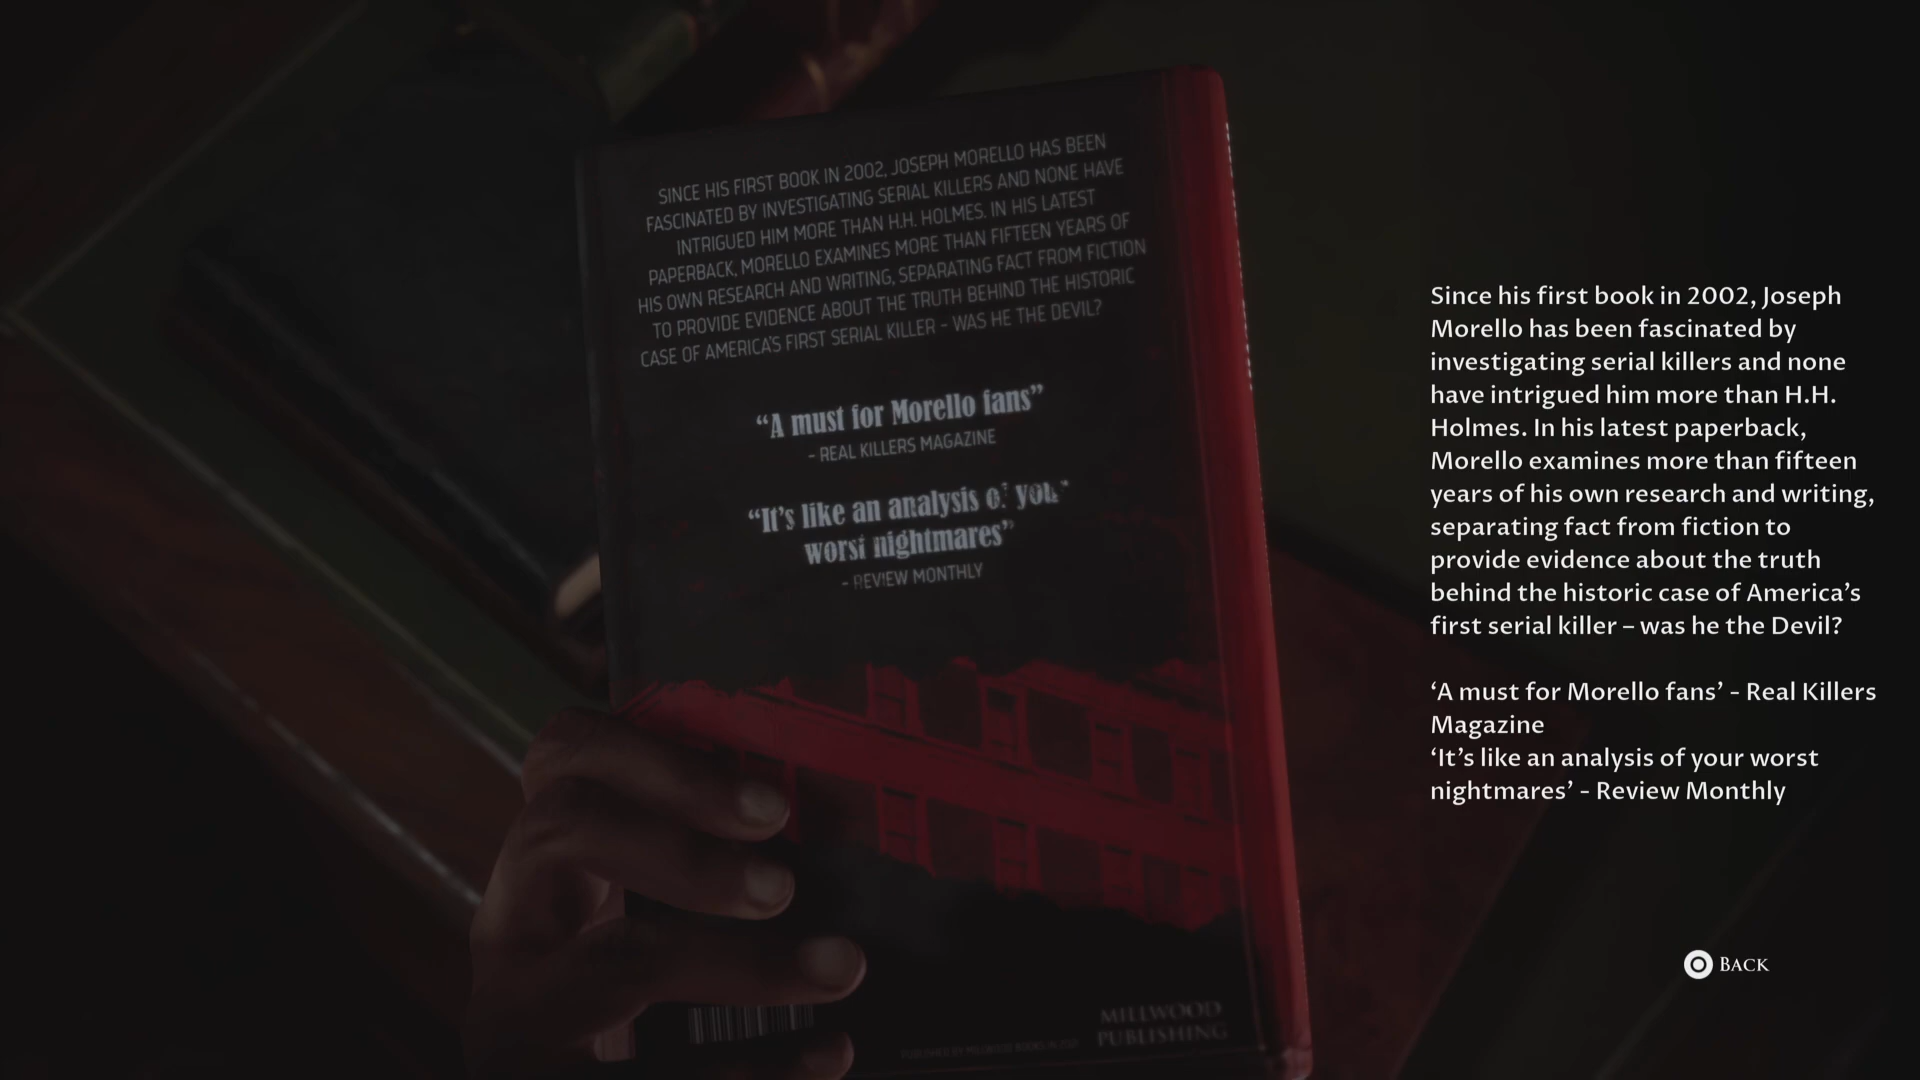 SINCE HIS FIRST BOOK IN 2002, JOSEPH MORELLO HAS BEEN
FASCINATED BY INVESTIGATING SERIAL KILLERS AND NONE HAVE
INTRIGUED HIM MORE THAN H.H. HOLMES. IN HIS LATEST
PAPERBACK, MORELLO EXAMINES MORE THAN FIFTEEN YEARS OF
HIS OWN RESEARCH AND WRITING, SEPARATING FACT FROM FICTION
TO PROVIDE EVIDENCE ABOUT THE TRUTH BEHIND THE HISTORIC
CASE OF AMERICA'S FIRST SERIAL KILLER - WAS HE THE DEVIL?
“A must for Morello fans”
- REAL KILLERS MAGAZINE
“It's like an analysis of your
worst nightmares”
- REVIEW MONTHLY
MILLWOOD
PUBLISHING
Since his first book in 2002, Joseph
Morello has been fascinated by
investigating serial killers and none
have intrigued him more than H.H.
Holmes. In his latest paperback,
Morello examines more than fifteen
years of his own research and writing,
separating fact from fiction to
provide evidence about the truth
behind the historic case of America’s
first serial killer – was he the Devil?
‘A must for Morello fans’ - Real Killers
Magazine
‘It’s like an analysis of your worst
nightmares’ - Review Monthly
BACK